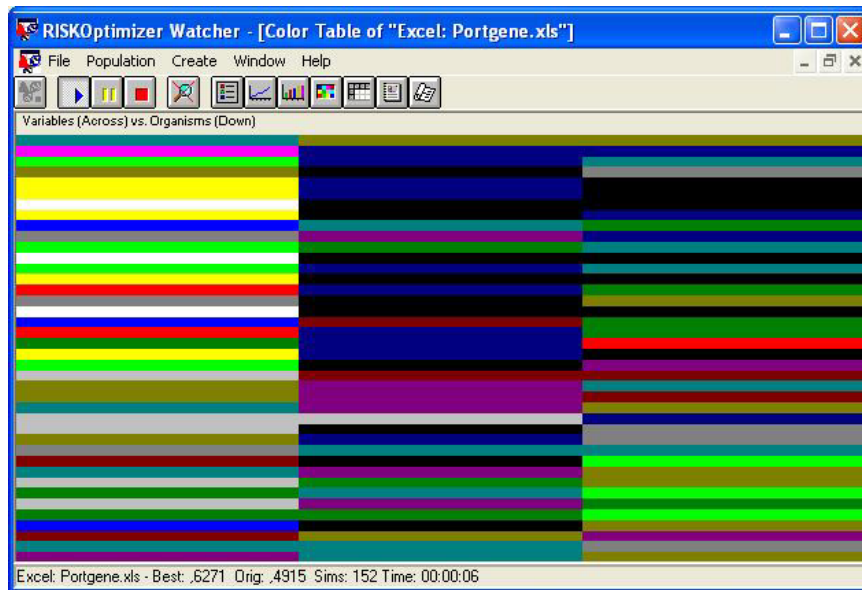 RISKOptimizer Watcher - [Color Table of "Excel: Portgene.xls"]
File Population Create Window Help
Variables (Across) vs. Organisms (Down)
Excel: Portgene.xls - Best: ,6271 Orig: ,4915 Sims: 152 Time: 00:00:06